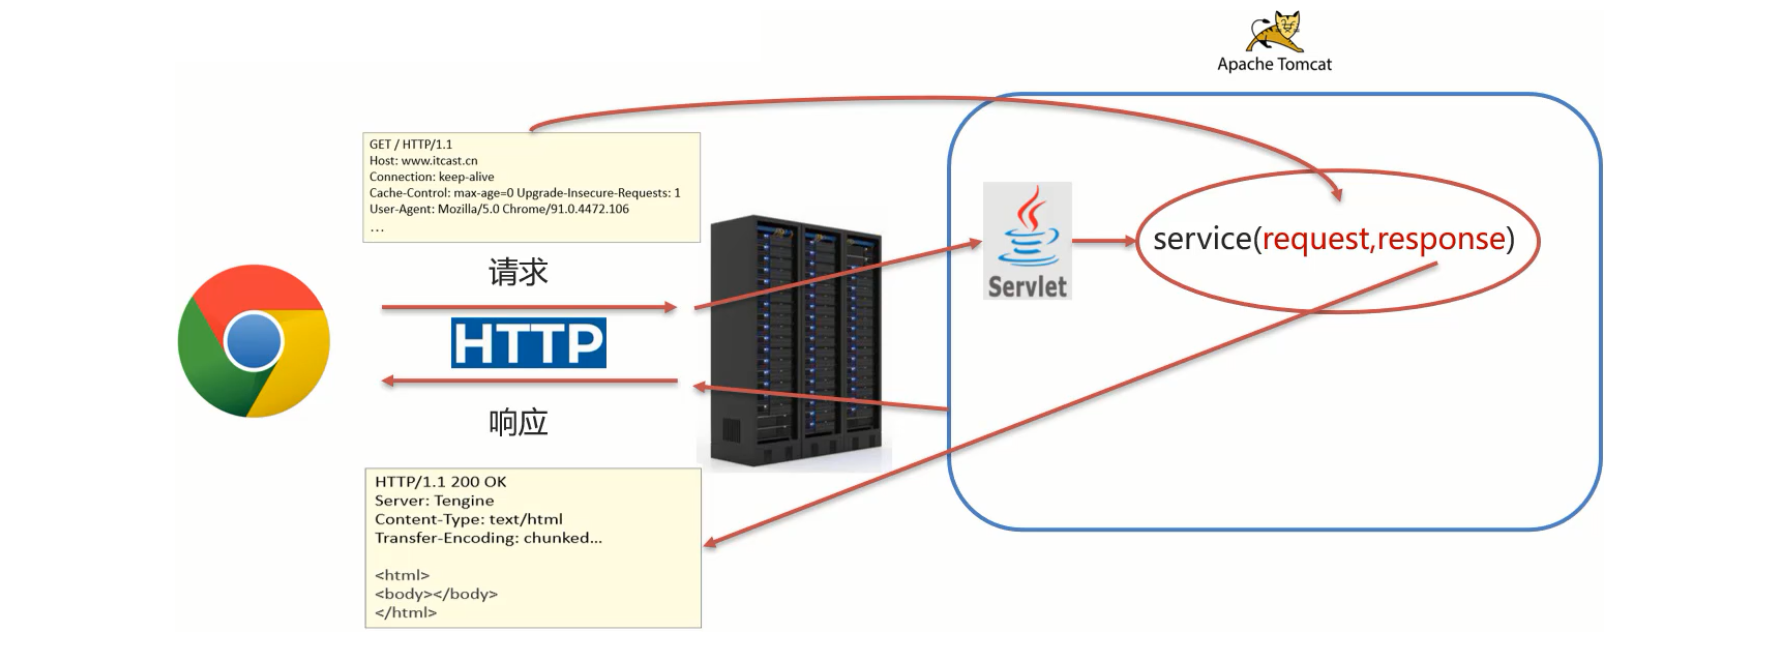 Apache Tomcat
GET / HTTP/1.1
Host: www.itcast.cn
Connection: keep-alive
Cache-Control: max-age=0 Upgrade-Insecure-Requests: 1
User-Agent: Mozilla/5.0 Chrome/91.0.4472.106
...
请求
HTTP
响应
Servlet
service(request,response)
HTTP/1.1 200 OK
Server: Tengine
Content-Type: text/html
Transfer-Encoding: chunked...
<html>
<body></body>
</html>